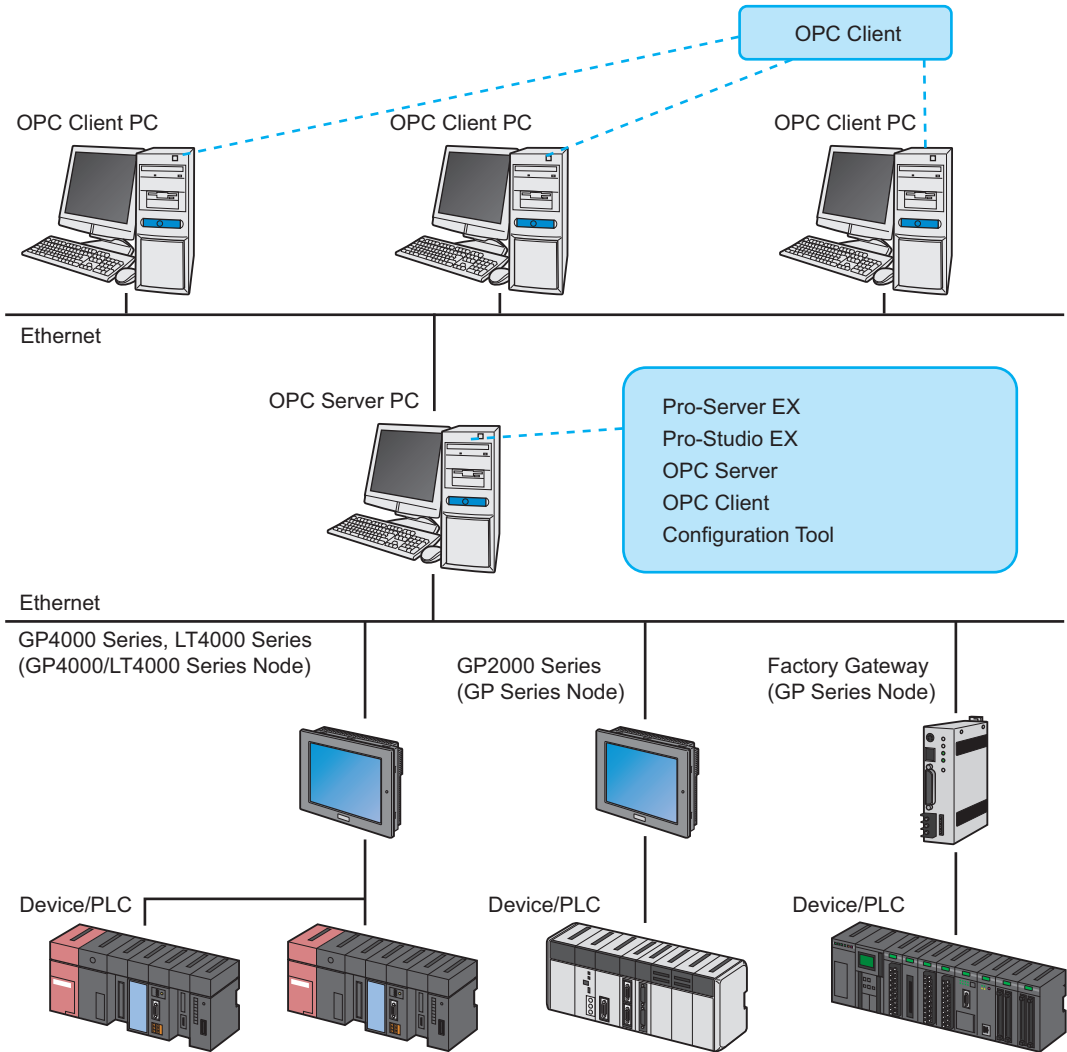 OPC Client
OPC Client PC
OPC Client PC
OPC Client PC
Ethernet
OPC Server PC
Pro-Server EX
Pro-Studio EX
OPC Server
OPC Client
Configuration Tool
Ethernet
GP4000 Series, LT4000 Series
(GP4000/LT4000 Series Node)
GP2000 Series
(GP Series Node)
Factory Gateway
(GP Series Node)
Device/PLC
Device/PLC
Device/PLC